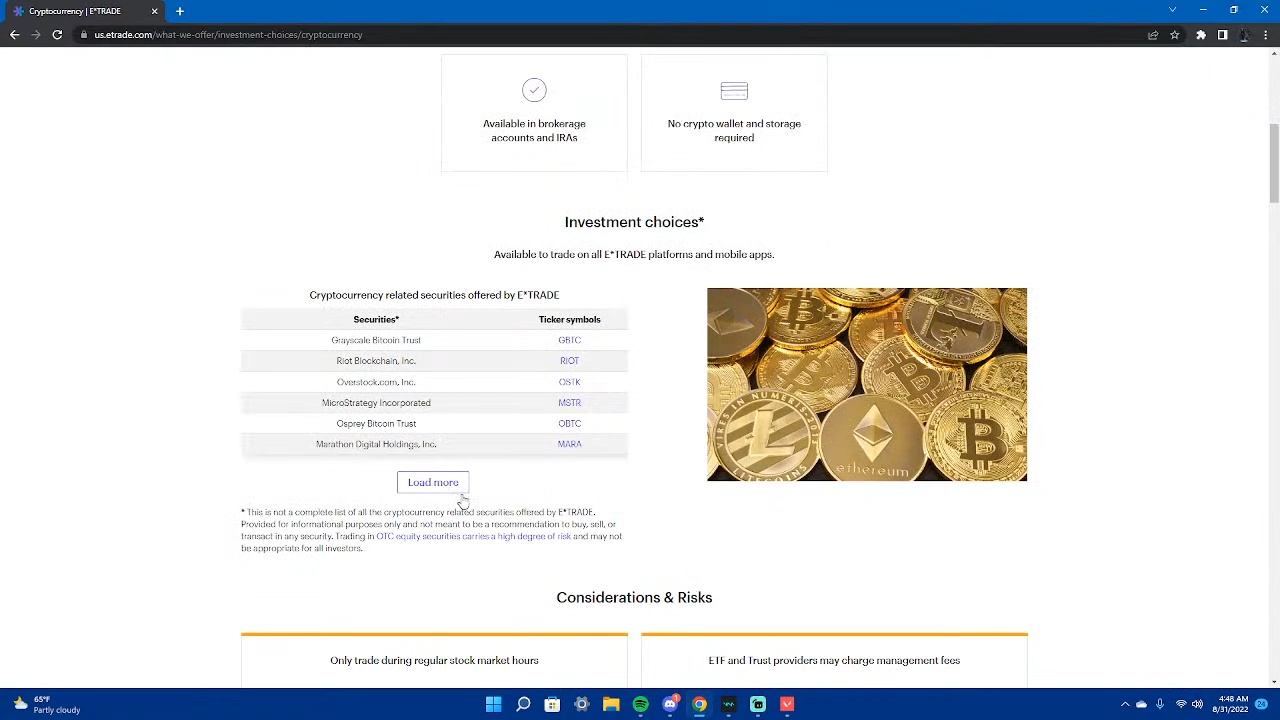 Cryptocurrency | E*TRADE
us.etrade.com/what-we-offer/investment-choices/cryptocurrency
Available in brokerage
accounts and IRAs
No crypto wallet and storage
required
Investment choices*
Available to trade on all E*TRADE platforms and mobile apps.
Cryptocurrency related securities offered by E*TRADE
Securities* Ticker symbols
Grayscale Bitcoin Trust GBTC
Riot Blockchain, Inc. RIOT
Overstock.com, Inc. OSTK
MicroStrategy Incorporated MSTR
Osprey Bitcoin Trust OBTC
Marathon Digital Holdings, Inc. MARA
Load more
VIRES IN NUMERIS
LITECOINS
ethereum
* This is not a complete list of all the cryptocurrency related securities offered by E*TRADE.
Provided for informational purposes only and not meant to be a recommendation to buy, sell, or
transact in any security. Trading in OTC equity securities carries a high degree of risk and may not
be appropriate for all investors.
Considerations & Risks
Only trade during regular stock market hours
ETF and Trust providers may charge management fees
65°F
Partly cloudy
1
4:48 AM
8/31/2022
24